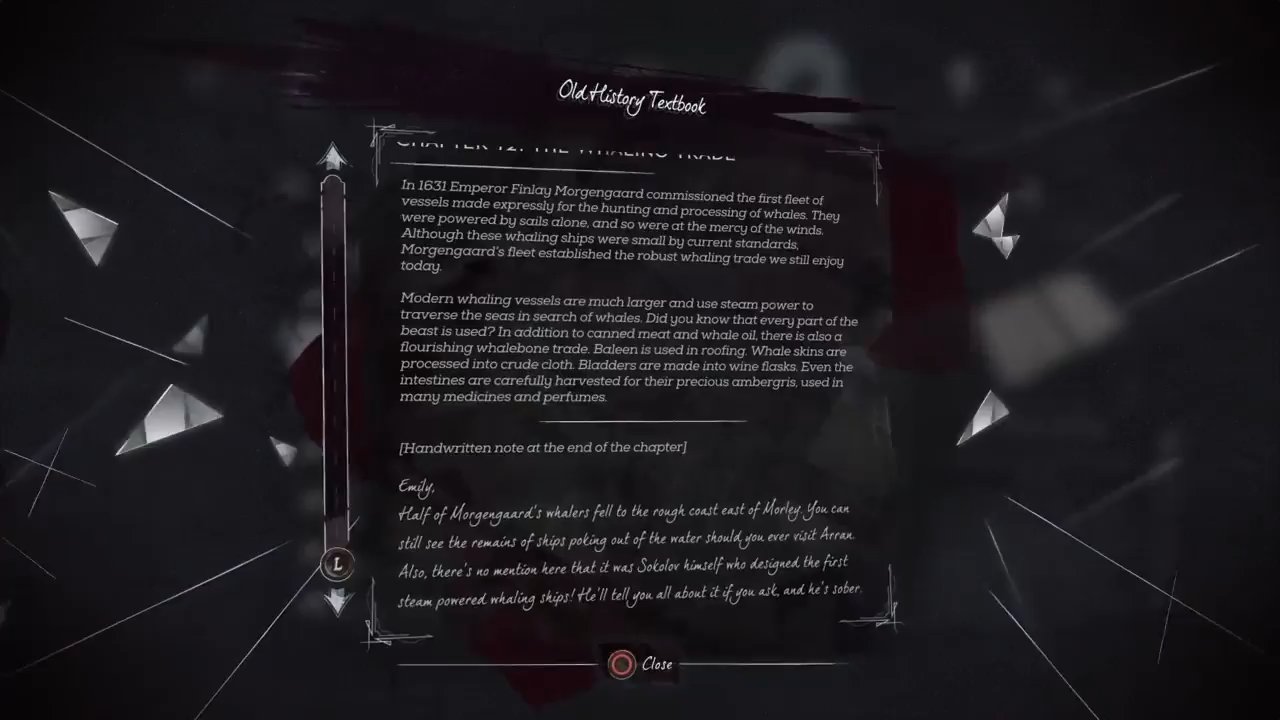 Old History Textbook
CHAPTER 12: THE WHALING TRADE
In 1631 Emperor Finlay Morgengaard commissioned the first fleet of
vessels made expressly for the hunting and processing of whales. They
were powered by sails alone, and so were at the mercy of the winds.
Although these whaling ships were small by current standards,
Morgengaard's fleet established the robust whaling trade we still enjoy
today.
Modern whaling vessels are much larger and use steam power to
traverse the seas in search of whales. Did you know that every part of the
beast is used? In addition to canned meat and whale oil, there is also a
flourishing whalebone trade. Baleen is used in roofing. Whale skins are
processed into crude cloth. Bladders are made into wine flasks. Even the
intestines are carefully harvested for their precious ambergris, used in
many medicines and perfumes.
[Handwritten note at the end of the chapter]
Emily,
Half of Morgengaard's whalers fell to the rough coast east of Morley. You can
still see the remains of ships poking out of the water should you ever visit Arran.
Also, there's no mention here that it was Sokolov himself who designed the first
steam powered whaling ships! He'll tell you all about it if you ask, and he's sober.
L
Close